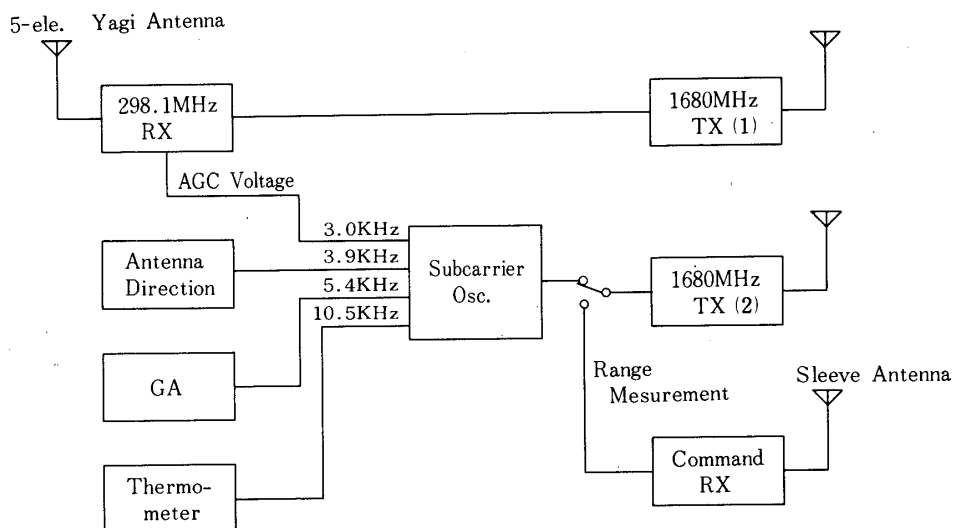 5-ele. Yagi Antenna
298.1MHz
RX
1680MHz
TX (1)
AGC Voltage
3.0KHz
3.9KHz
5.4KHz
10.5KHz
Antenna
Direction
Subcarrier
Osc.
1680MHz
TX (2)
GA
Range
Mesurement
Sleeve Antenna
Command
RX
Thermo-
meter